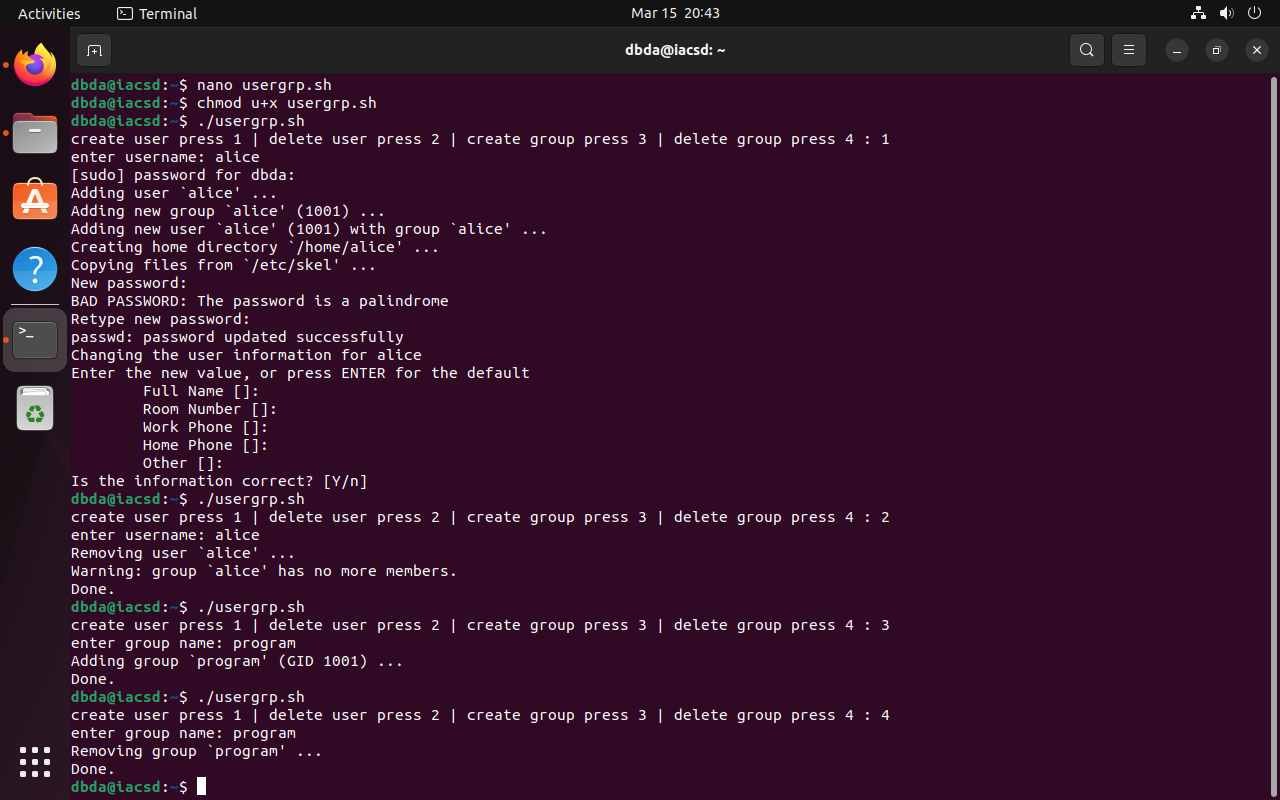 Activities
Terminal
Mar 15 20:43
dbda@iacsd: ~
dbda@iacsd:~$ nano usergrp.sh
dbda@iacsd:~$ chmod u+x usergrp.sh
dbda@iacsd:~$ ./usergrp.sh
create user press 1 | delete user press 2 | create group press 3 | delete group press 4 : 1
enter username: alice
[sudo] password for dbda:
Adding user `alice' ...
Adding new group `alice' (1001) ...
Adding new user `alice' (1001) with group `alice' ...
Creating home directory `/home/alice' ...
Copying files from `/etc/skel' ...
New password:
BAD PASSWORD: The password is a palindrome
Retype new password:
passwd: password updated successfully
Changing the user information for alice
Enter the new value, or press ENTER for the default
Full Name []:
Room Number []:
Work Phone []:
Home Phone []:
Other []:
Is the information correct? [Y/n]
dbda@iacsd:~$ ./usergrp.sh
create user press 1 | delete user press 2 | create group press 3 | delete group press 4 : 2
enter username: alice
Removing user `alice' ...
Warning: group `alice' has no more members.
Done.
dbda@iacsd:~$ ./usergrp.sh
create user press 1 | delete user press 2 | create group press 3 | delete group press 4 : 3
enter group name: program
Adding group `program' (GID 1001) ...
Done.
dbda@iacsd:~$ ./usergrp.sh
create user press 1 | delete user press 2 | create group press 3 | delete group press 4 : 4
enter group name: program
Removing group `program' ...
Done.
dbda@iacsd:~$